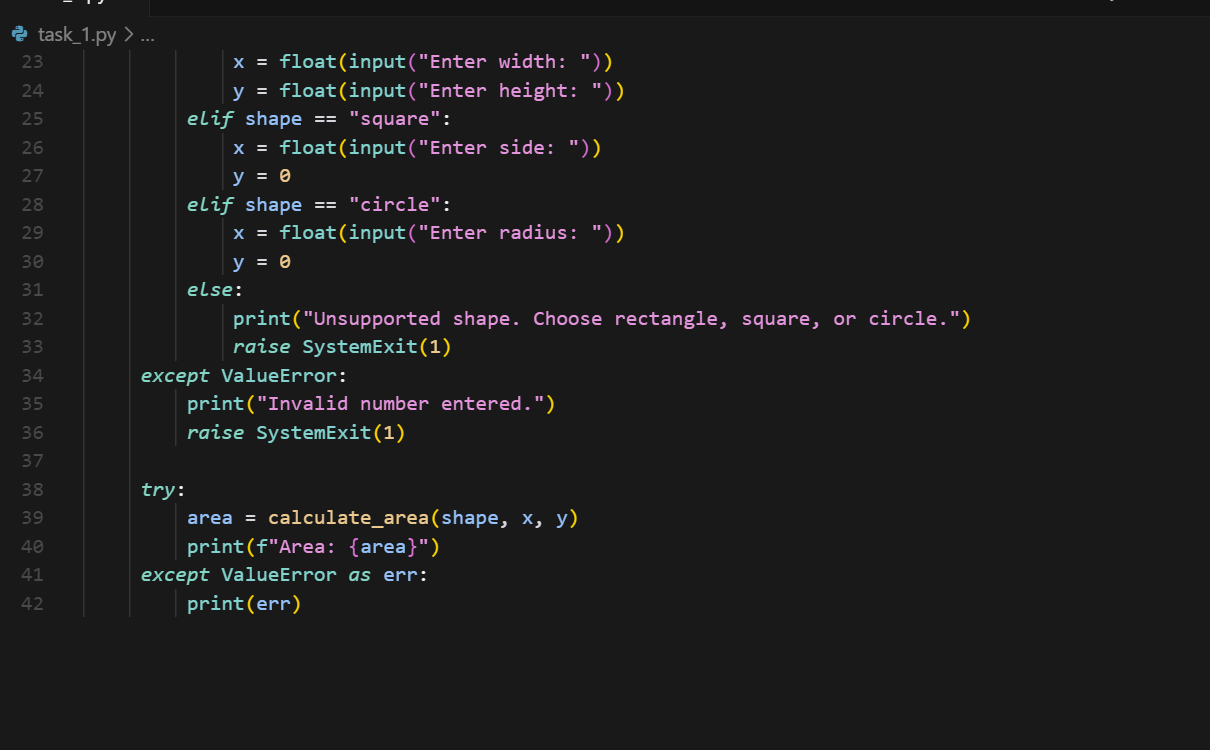 task_1.py > ...
23 x = float(input("Enter width: "))
24 y = float(input("Enter height: "))
25 elif shape == "square":
26 x = float(input("Enter side: "))
27 y = 0
28 elif shape == "circle":
29 x = float(input("Enter radius: "))
30 y = 0
31 else:
32 print("Unsupported shape. Choose rectangle, square, or circle.")
33 raise SystemExit(1)
34 except ValueError:
35 print("Invalid number entered.")
36 raise SystemExit(1)
37
38 try:
39 area = calculate_area(shape, x, y)
40 print(f"Area: {area}")
41 except ValueError as err:
42 print(err)